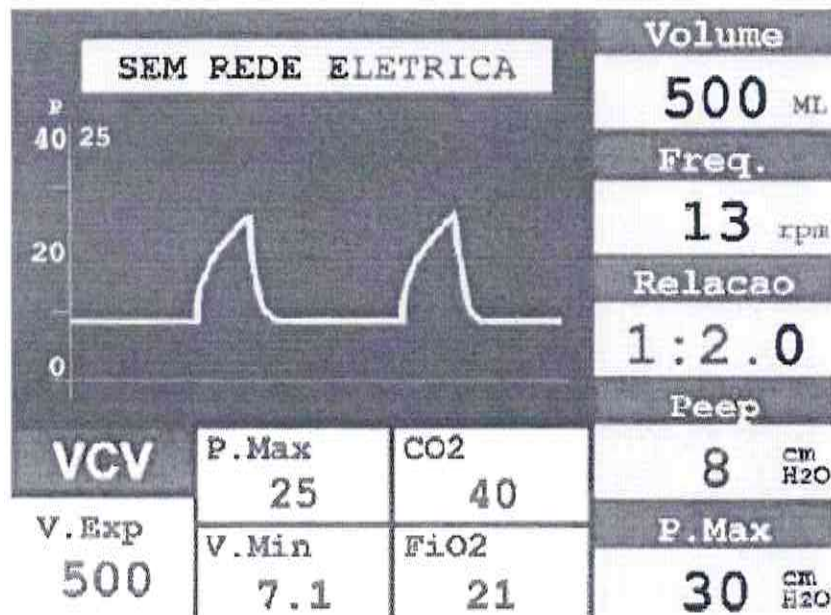 SEM REDE ELETRICA
P
40 25
20
0
VCV
V.Exp
500
P.Max
25
CO2
40
V.Min
7.1
FiO2
21
Volume
500 ML
Freq.
13 rpm
Relacao
1:2.0
Peep
8 cm
H2O
P.Max
30 cm
H2O